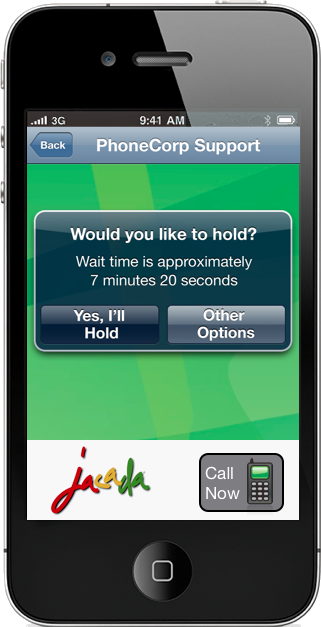 3G 9:41 AM
Back PhoneCorp Support
Would you like to hold?
Wait time is approximately
7 minutes 20 seconds
Yes, I'll
Hold
Other
Options
jacada
Call
Now